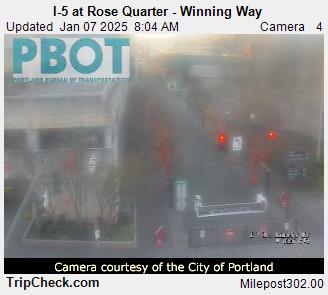 I-5 at Rose Quarter - Winning Way
Updated Jan 07 2025 8:04 AM Camera 4
PBOT
PORTLAND BUREAU OF TRANSPORTATION
Camera courtesy of the City of Portland
TripCheck.com Milepost302.00